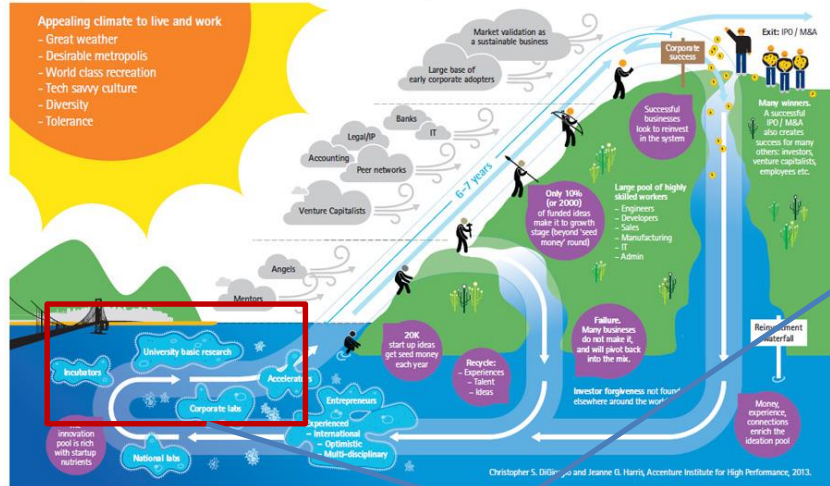 Appealing climate to live and work
- Great weather
- Desirable metropolis
- World class recreation
- Tech savvy culture
- Diversity
- Tolerance
Market validation as
a sustainable business
Large base of
early corporate adopters
Banks
IT
Legal/IP
Accounting
Peer networks
Venture Capitalists
Angels
Mentors
6–7 years
Corporate
success
Exit: IPO / M&A
Many winners.
A successful
IPO / M&A
also creates
success for many
others: investors,
venture capitalists,
employees etc.
Successful
businesses
look to reinvest
in the system
Only 10%
(or 2000)
of funded ideas
make it to growth
stage (beyond 'seed
money' round)
Large pool of highly
skilled workers
– Engineers
– Developers
– Sales
– Manufacturing
– IT
– Admin
20K
start up ideas
get seed money
each year
Recycle:
– Experiences
– Talent
– Ideas
Failure.
Many busineses
do not make it,
and will pivot back
into the mix.
Investor forgiveness not found
elsewhere around the
waterfall
Money,
experience,
connections
enrich the
ideation pool
University basic research
Incubators
Accelerators
Corporate labs
Entrepreneurs
Experienced
– International
– Optimistic
– Multi-disciplinary
National labs
innovation
pool is rich
with startup
nutrients
Jeanne G. Harris, Accenture Institute for High Performance, 2013.